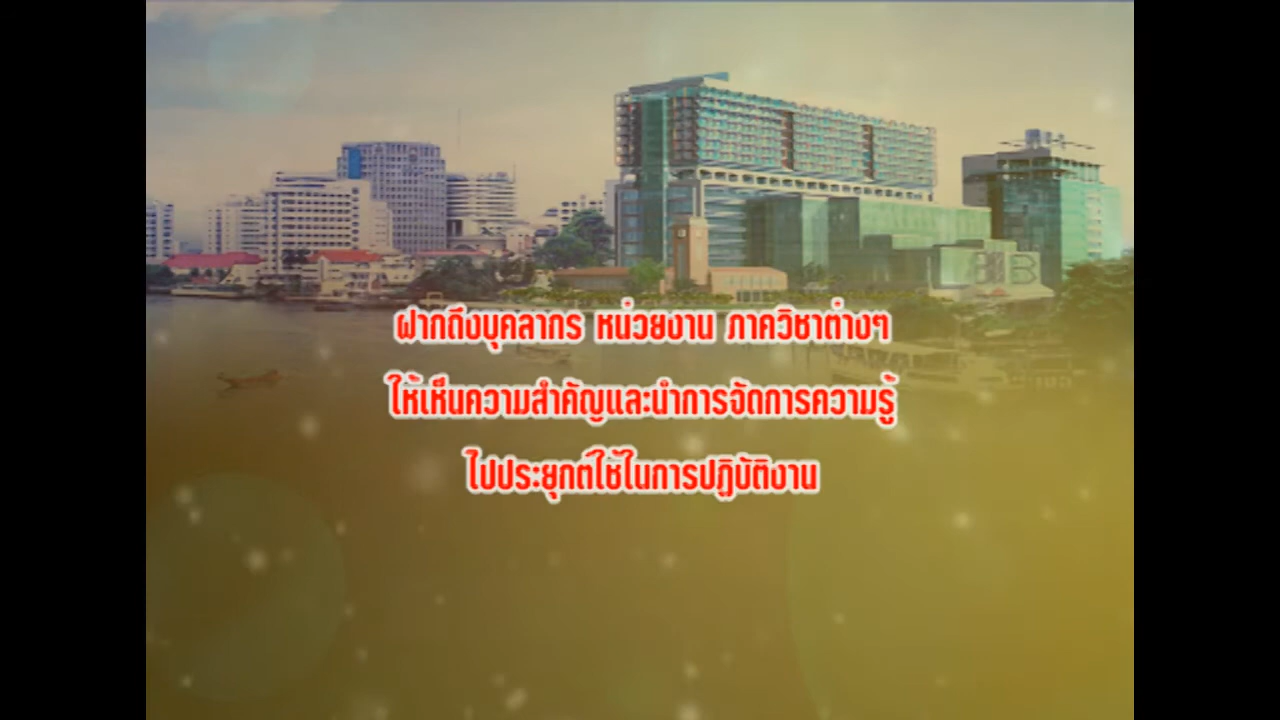 ฝากถึงบุคลากร หน่วยงาน ภาควิชาต่างๆ
ให้เห็นความสำคัญและนำการจัดการความรู้
ไปประยุกต์ใช้ในการปฏิบัติงาน